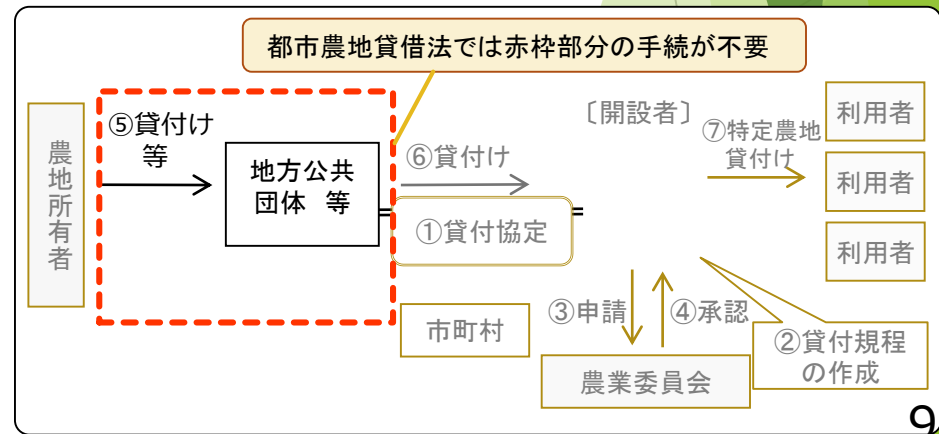 都市農地貸借法では赤枠部分の手続が不要
農地所有者
⑤貸付け
等
地方公共
団体 等
⑥貸付け
=
①貸付協定
=
〔開設者〕
⑦特定農地
貸付け
利用者
利用者
利用者
市町村
③申請
④承認
農業委員会
②貸付規程
の作成
9